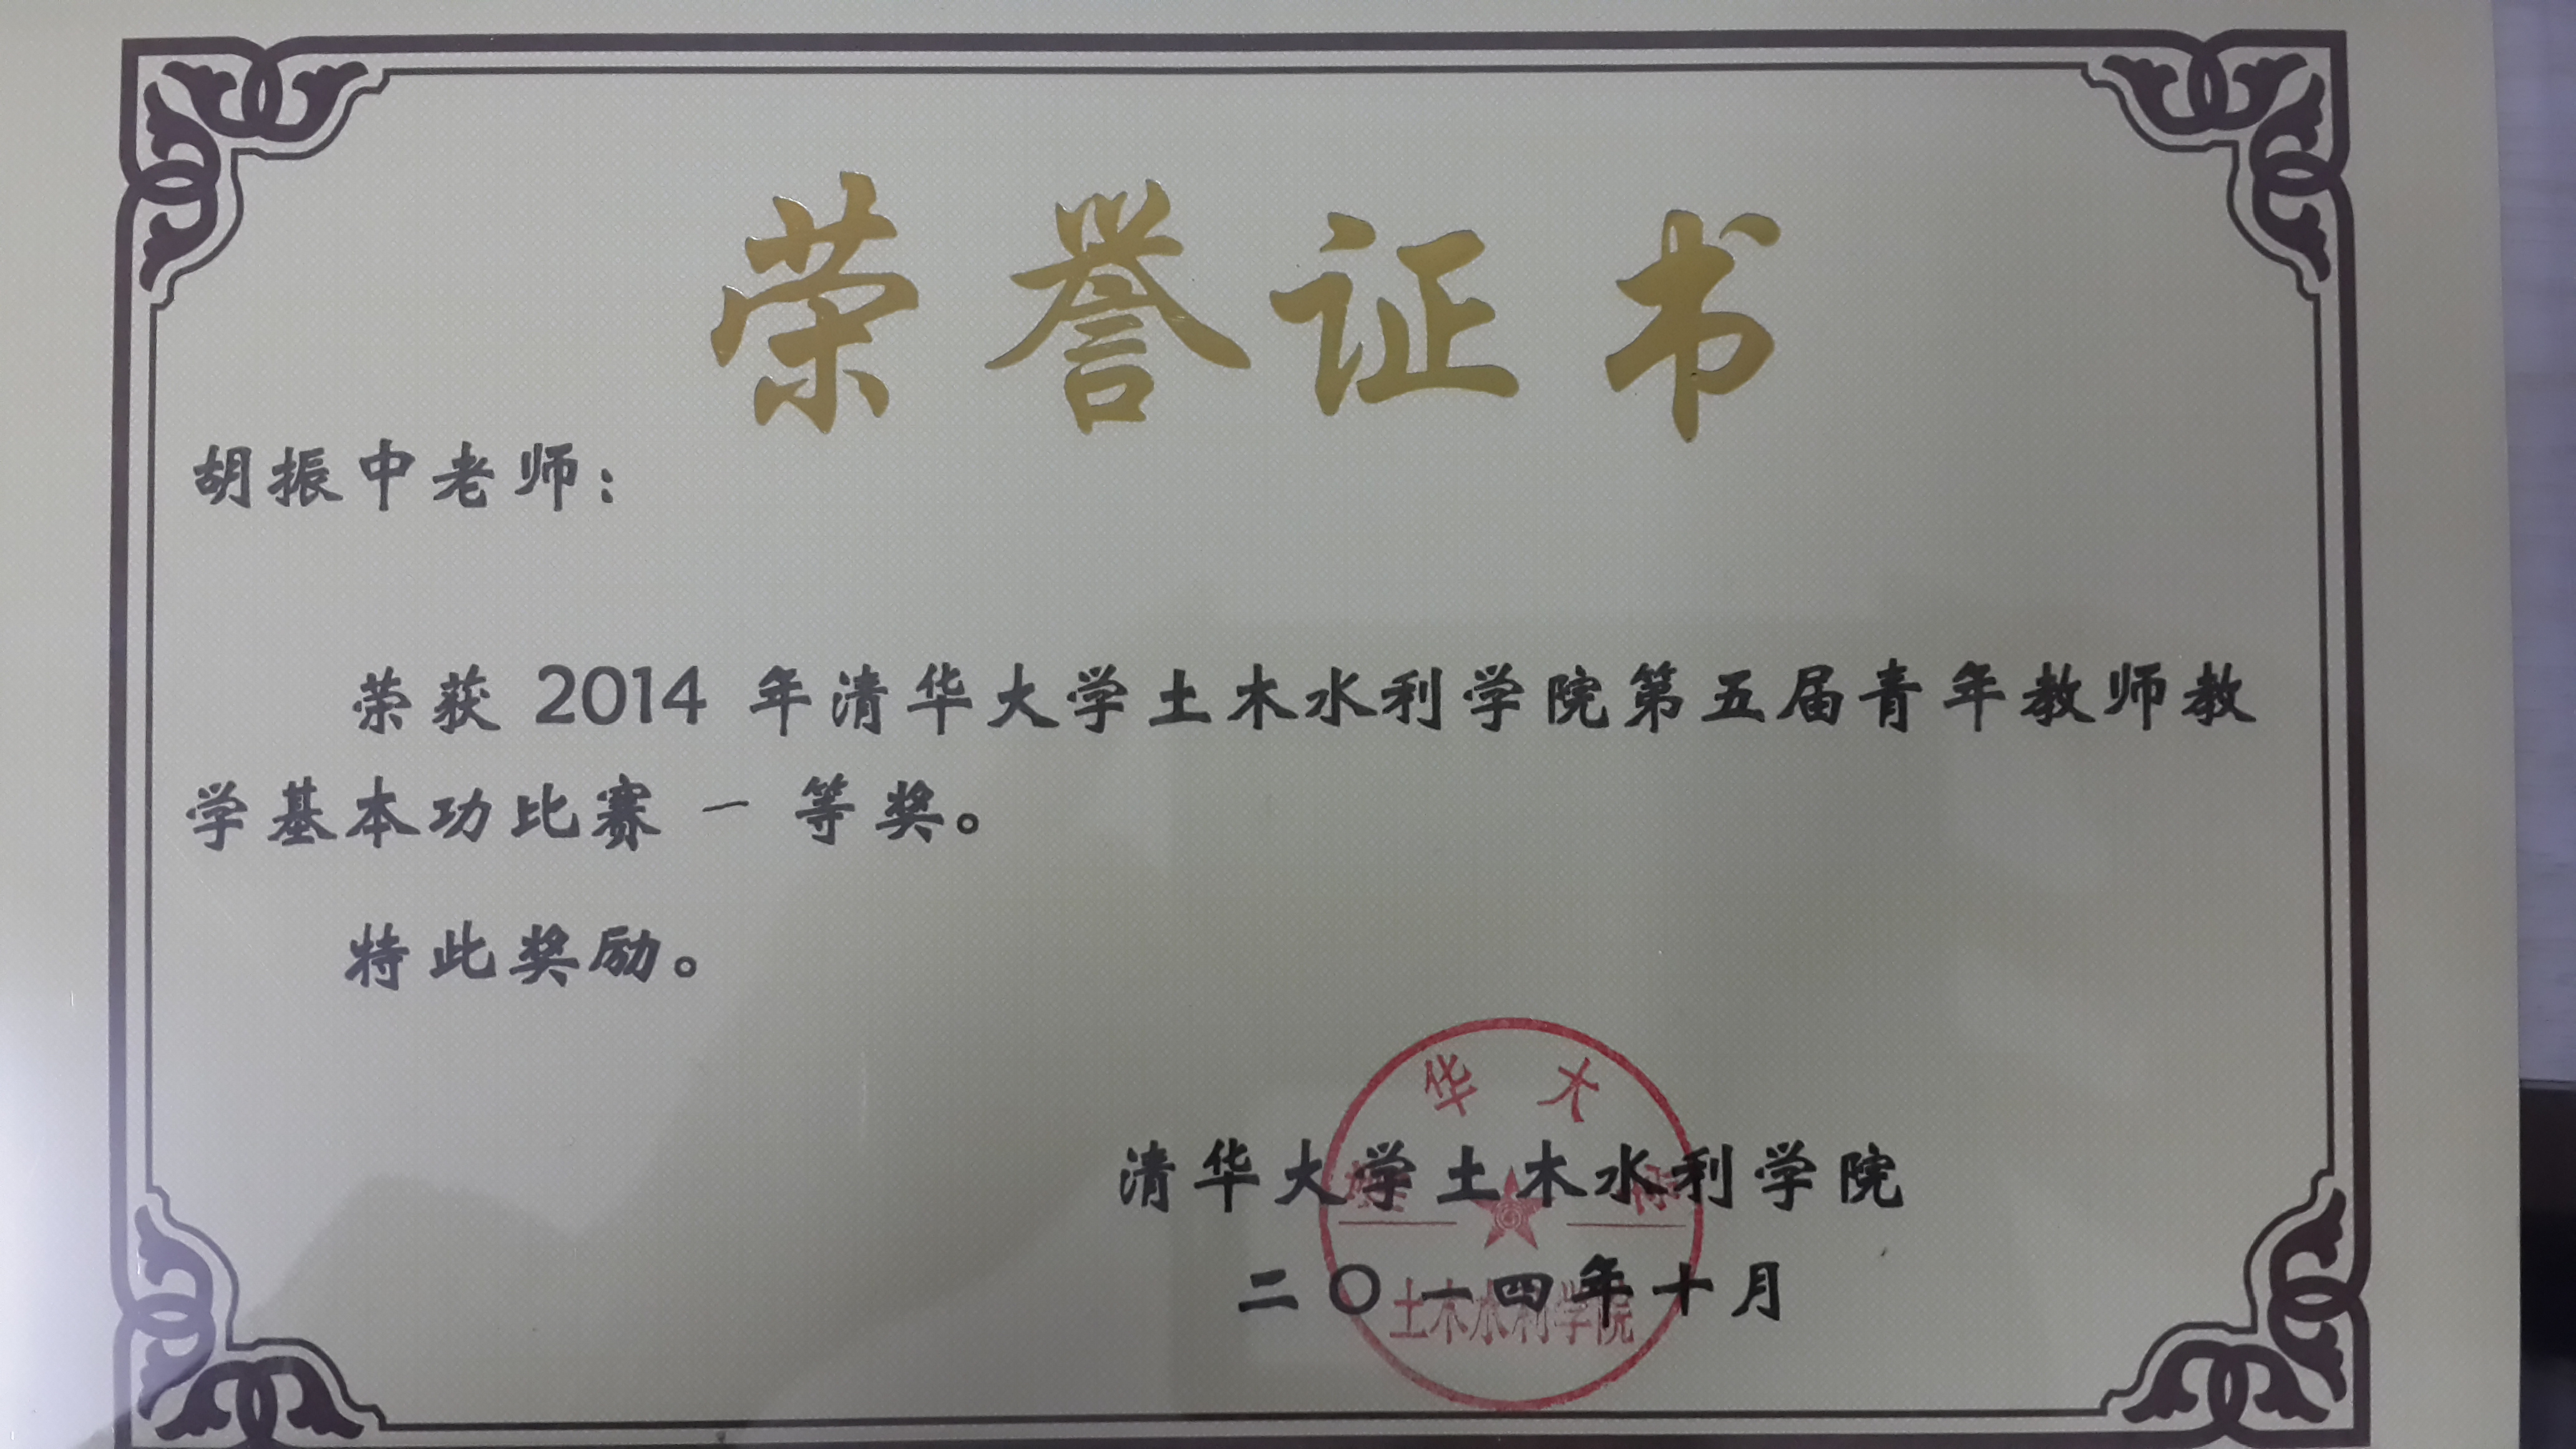 荣誉证书
胡振中老师：
荣获 2014 年清华大学土木水利学院第五届青年教师教
学基本功比赛 一 等奖。
特此奖励。
华大
清华大学土木水利学院
二〇一四年十月
土木水利学院